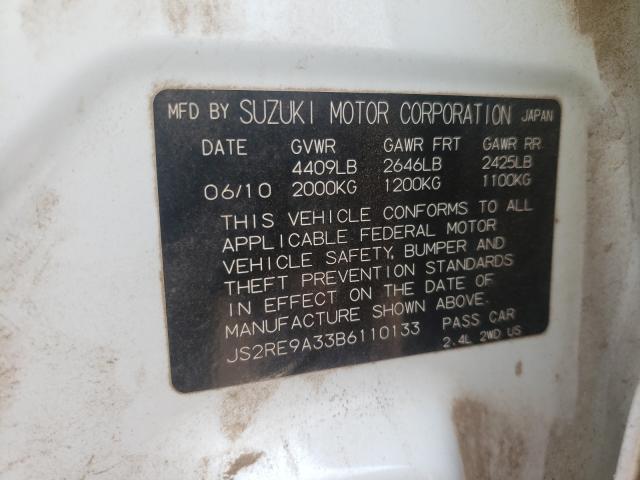 MFD BY SUZUKI MOTOR CORPORATION JAPAN
DATE GVWR GAWR FRT GAWR RR
4409LB 2646LB 2425LB
06/10 2000KG 1200KG 1100KG
THIS VEHICLE CONFORMS TO ALL
APPLICABLE FEDERAL MOTOR
VEHICLE SAFETY, BUMPER AND
THEFT PREVENTION STANDARDS
IN EFFECT ON THE DATE OF
MANUFACTURE SHOWN ABOVE.
JS2RE9A33B6110133 PASS CAR
2.4L 2WD US